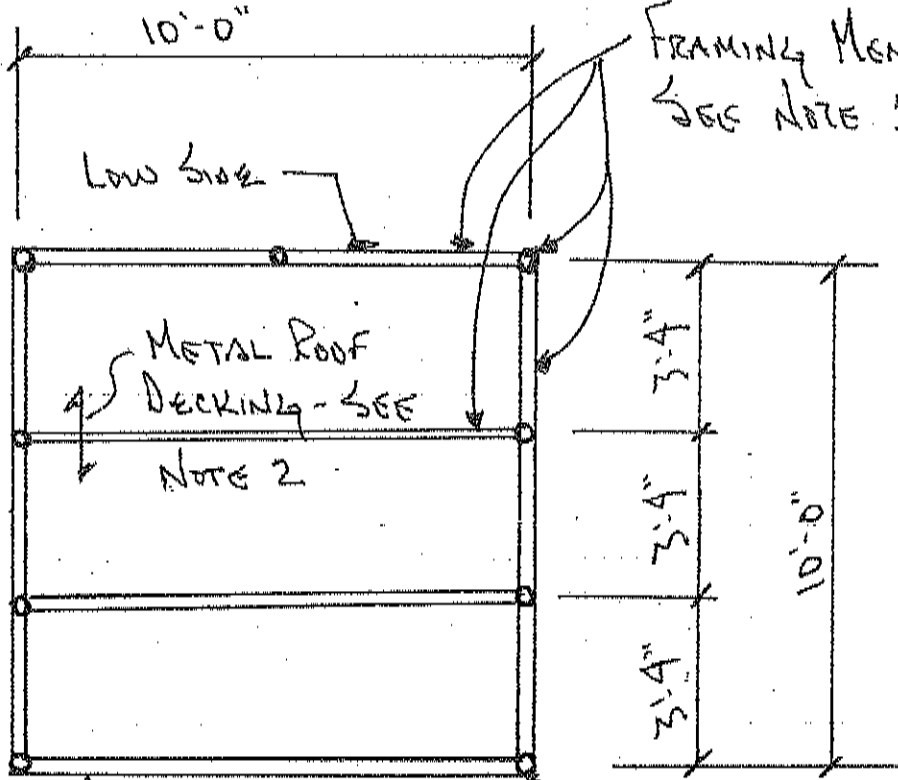 10'-0"
FRAMING
SEE NOTE
LOW SIDE
METAL ROOF
DECKING - SEE
NOTE 2
3'-4"
3'-4"
3'-4"
10'-0"